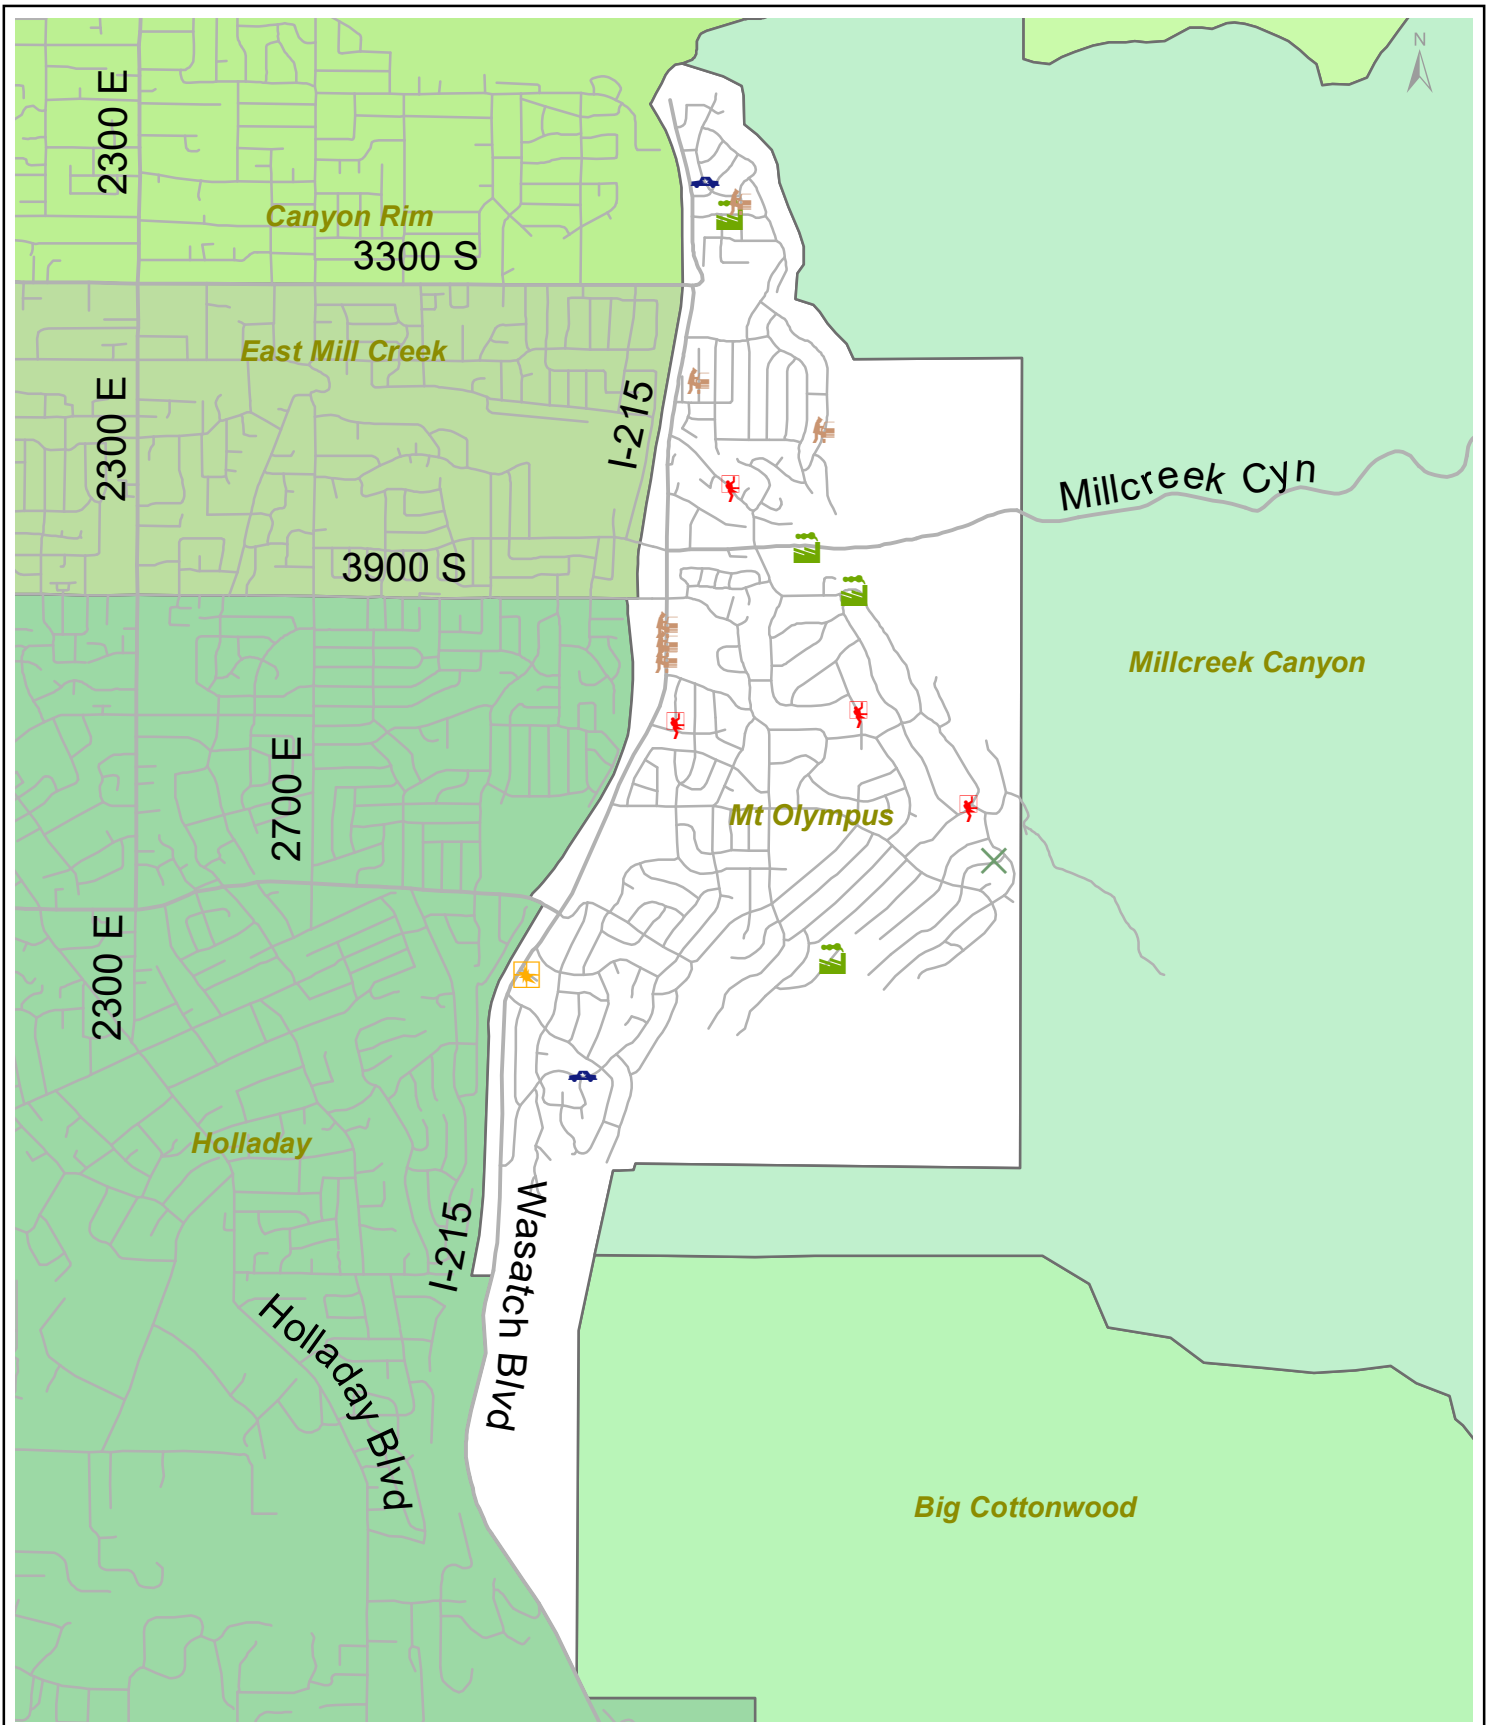 N
2300 E
Canyon Rim
3300 S
East Mill Creek
2300 E
I-215
Millcreek Cyn
3900 S
Millcreek Canyon
2700 E
Mt Olympus
2300 E
Holladay
I-215
Wasatch Blvd
Holladay Blvd
Big Cottonwood